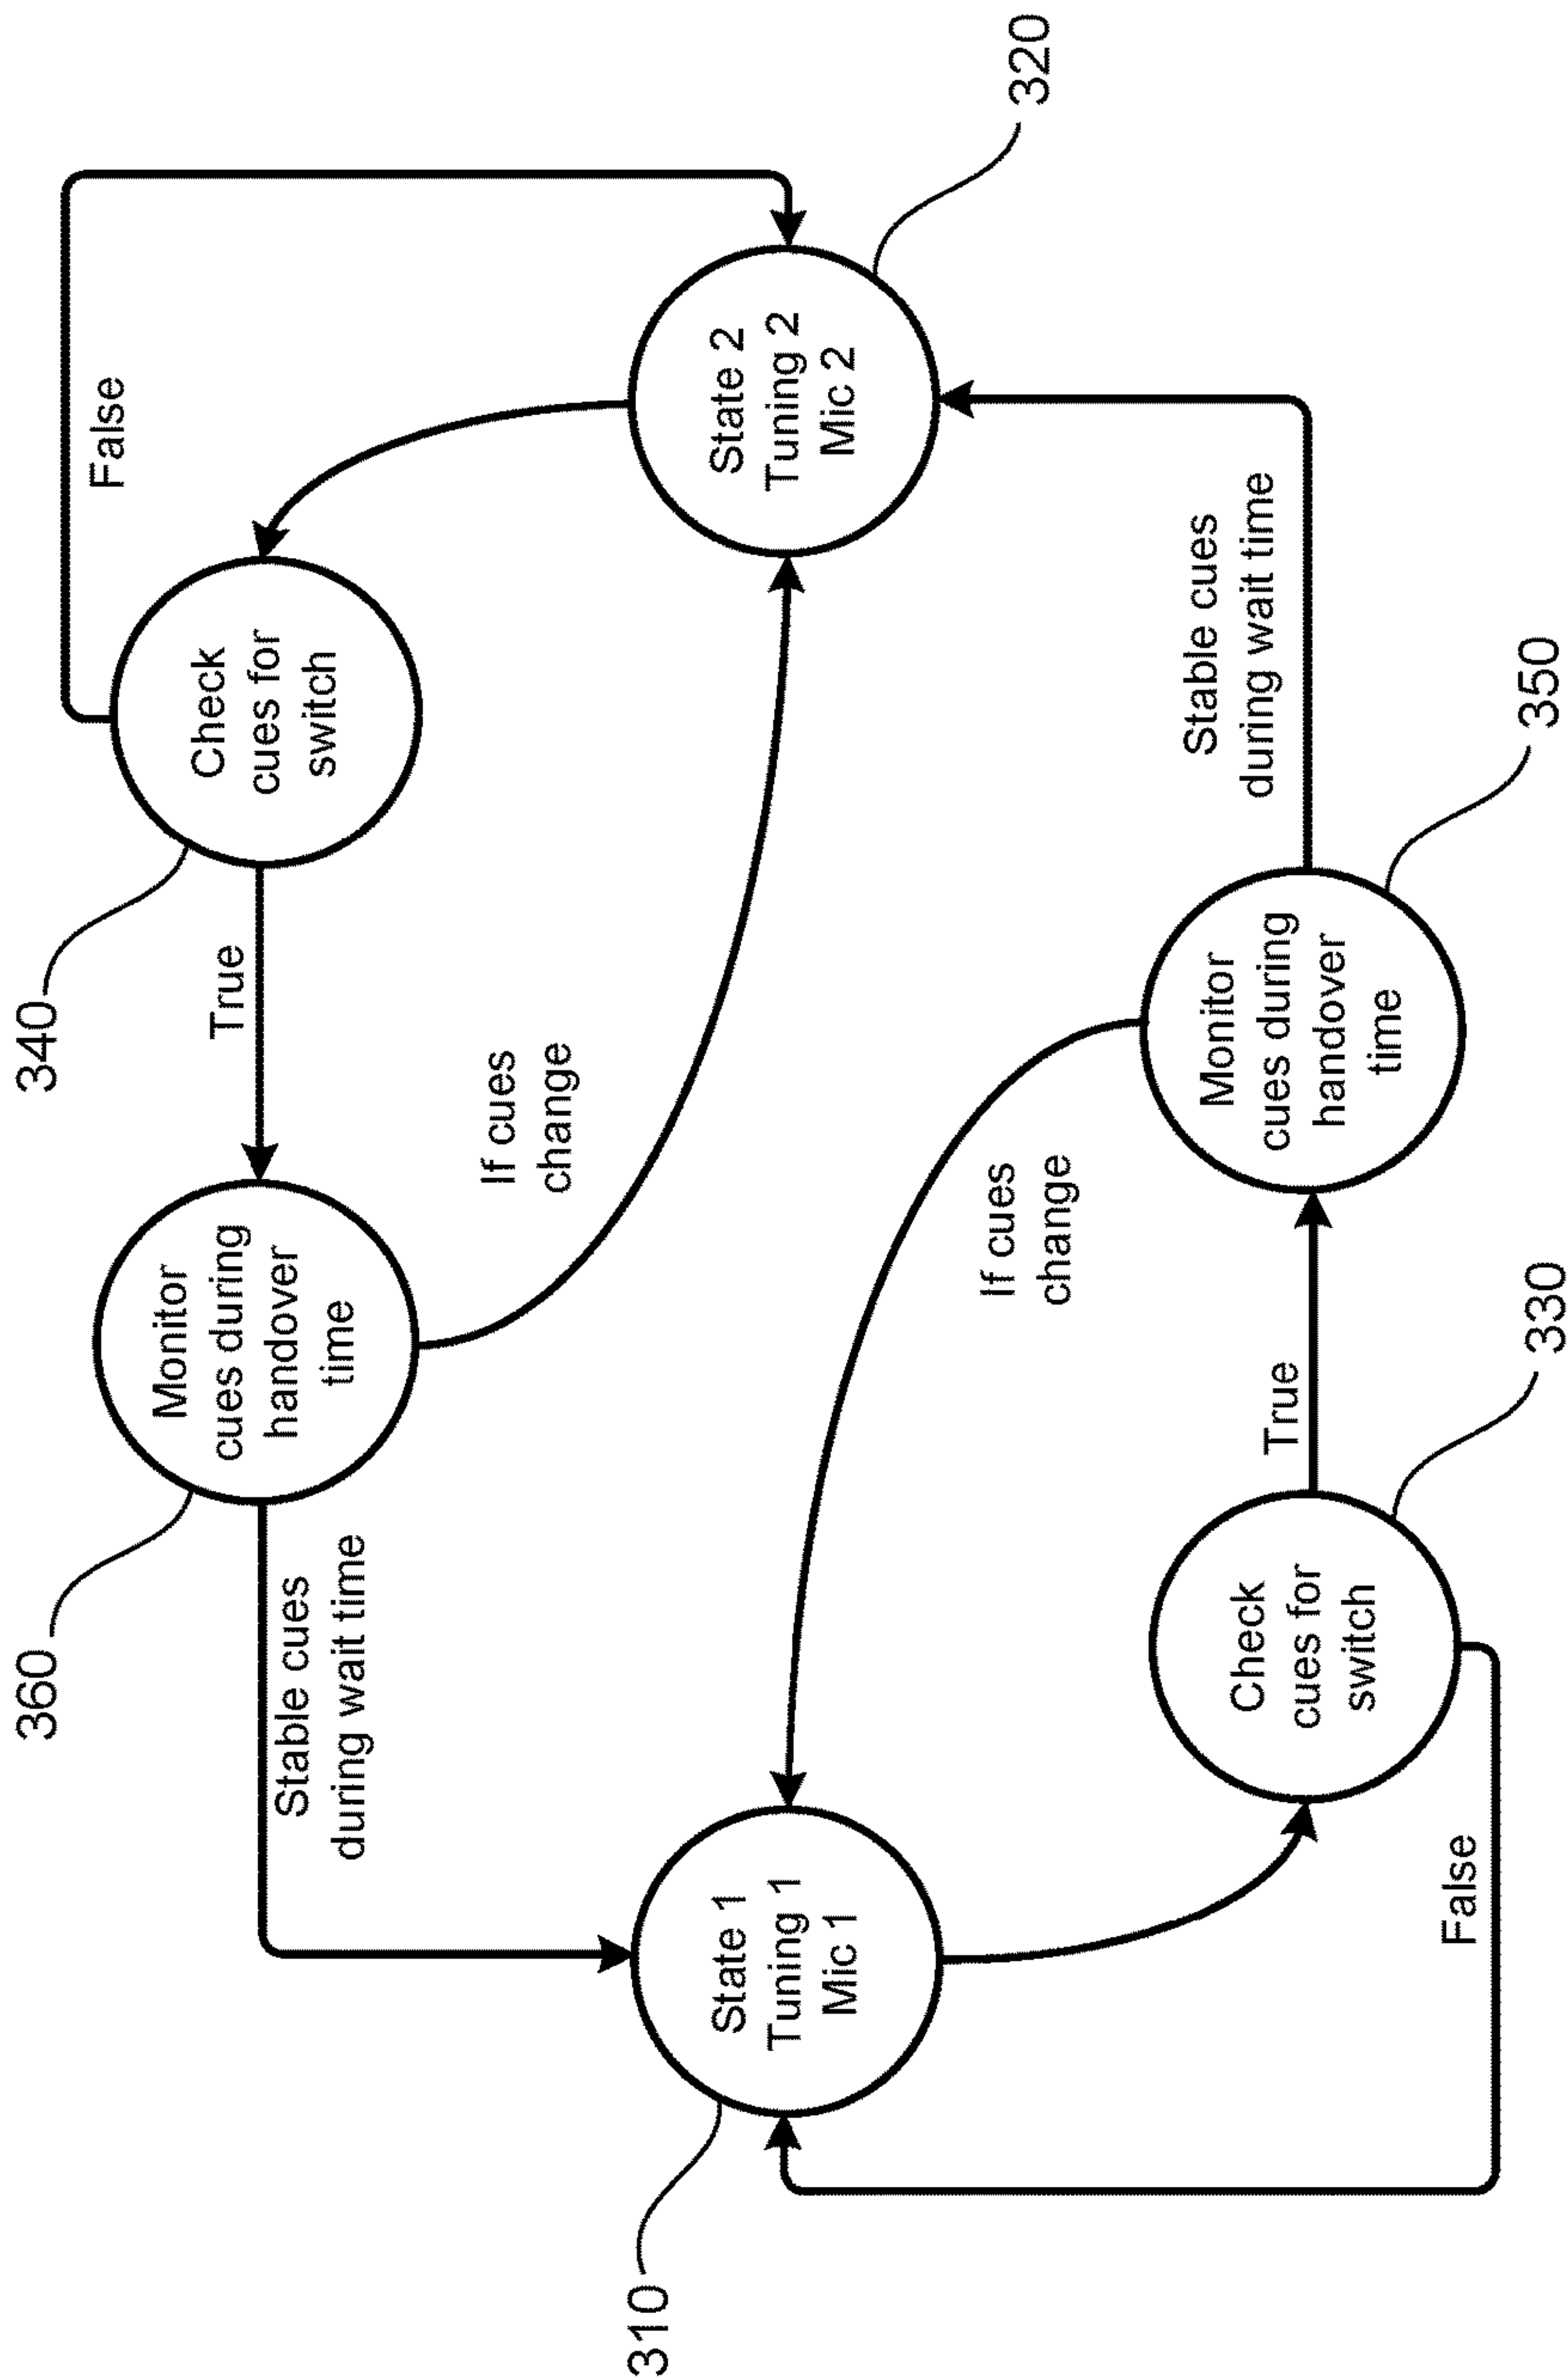 340
360
Check
cues for
switch
False
True
Monitor
cues during
handover
time
Stable cues
during wait time
If cues
change
State 2
Tuning 2
Mic 2
320
State 1
Tuning 1
Mic 1
310
If cues
change
Stable cues
during wait time
Monitor
cues during
handover
time
350
True
Check
cues for
switch
330
False